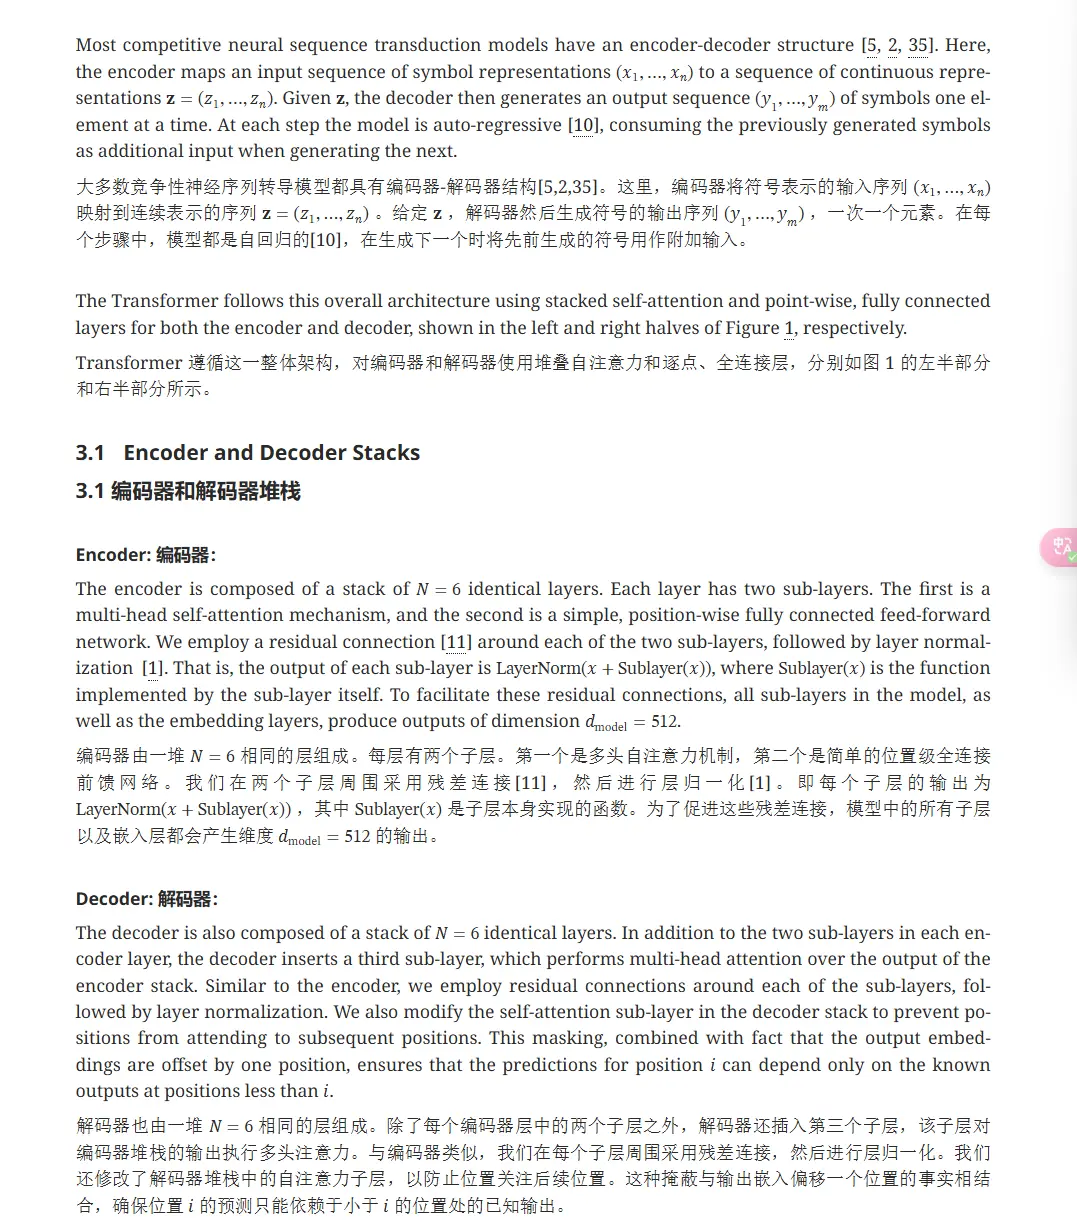 Most competitive neural sequence transduction models have an encoder-decoder structure [5, 2, 35]. Here,
the encoder maps an input sequence of symbol representations (x₁, ..., xₙ) to a sequence of continuous repre-
sentations z = (z₁, ..., zₙ). Given z, the decoder then generates an output sequence (y₁, ..., yₘ) of symbols one el-
ement at a time. At each step the model is auto-regressive [10], consuming the previously generated symbols
as additional input when generating the next.
大多数竞争性神经序列转导模型都具有编码器-解码器结构[5,2,35]。这里，编码器将符号表示的输入序列 (x₁, ..., xₙ)
映射到连续表示的序列 z = (z₁, ..., zₙ) 。给定 z ，解码器然后生成符号的输出序列 (y₁, ..., yₘ) ，一次一个元素。在每
个步骤中，模型都是自回归的[10]，在生成下一个时将先前生成的符号用作附加输入。
The Transformer follows this overall architecture using stacked self-attention and point-wise, fully connected
layers for both the encoder and decoder, shown in the left and right halves of Figure 1, respectively.
Transformer 遵循这一整体架构，对编码器和解码器使用堆叠自注意力和逐点、全连接层，分别如图 1 的左半部分
和右半部分所示。
3.1 Encoder and Decoder Stacks
3.1 编码器和解码器堆栈
Encoder: 编码器：
The encoder is composed of a stack of N = 6 identical layers. Each layer has two sub-layers. The first is a
multi-head self-attention mechanism, and the second is a simple, position-wise fully connected feed-forward
network. We employ a residual connection [11] around each of the two sub-layers, followed by layer normal-
ization [1]. That is, the output of each sub-layer is LayerNorm(x + Sublayer(x)), where Sublayer(x) is the function
implemented by the sub-layer itself. To facilitate these residual connections, all sub-layers in the model, as
well as the embedding layers, produce outputs of dimension d_model = 512.
编码器由一堆 N = 6 相同的层组成。每层有两个子层。第一个是多头自注意力机制，第二个是简单的位置级全连接
前馈网络。我们在两个子层周围采用残差连接[11]，然后进行层归一化[1]。即每个子层的输出为
LayerNorm(x + Sublayer(x)) ，其中 Sublayer(x) 是子层本身实现的函数。为了促进这些残差连接，模型中的所有子层
以及嵌入层都会产生维度 d_model = 512 的输出。
Decoder: 解码器：
The decoder is also composed of a stack of N = 6 identical layers. In addition to the two sub-layers in each en-
coder layer, the decoder inserts a third sub-layer, which performs multi-head attention over the output of the
encoder stack. Similar to the encoder, we employ residual connections around each of the sub-layers, fol-
lowed by layer normalization. We also modify the self-attention sub-layer in the decoder stack to prevent po-
sitions from attending to subsequent positions. This masking, combined with fact that the output embed-
dings are offset by one position, ensures that the predictions for position i can depend only on the known
outputs at positions less than i.
解码器也由一堆 N = 6 相同的层组成。除了每个编码器层中的两个子层之外，解码器还插入第三个子层，该子层对
编码器堆栈的输出执行多头注意力。与编码器类似，我们在每个子层周围采用残差连接，然后进行层归一化。我们
还修改了解码器堆栈中的自注意力子层，以防止位置关注后续位置。这种掩蔽与输出嵌入偏移一个位置的事实相结
合，确保位置 i 的预测只能依赖于小于 i 的位置处的已知输出。